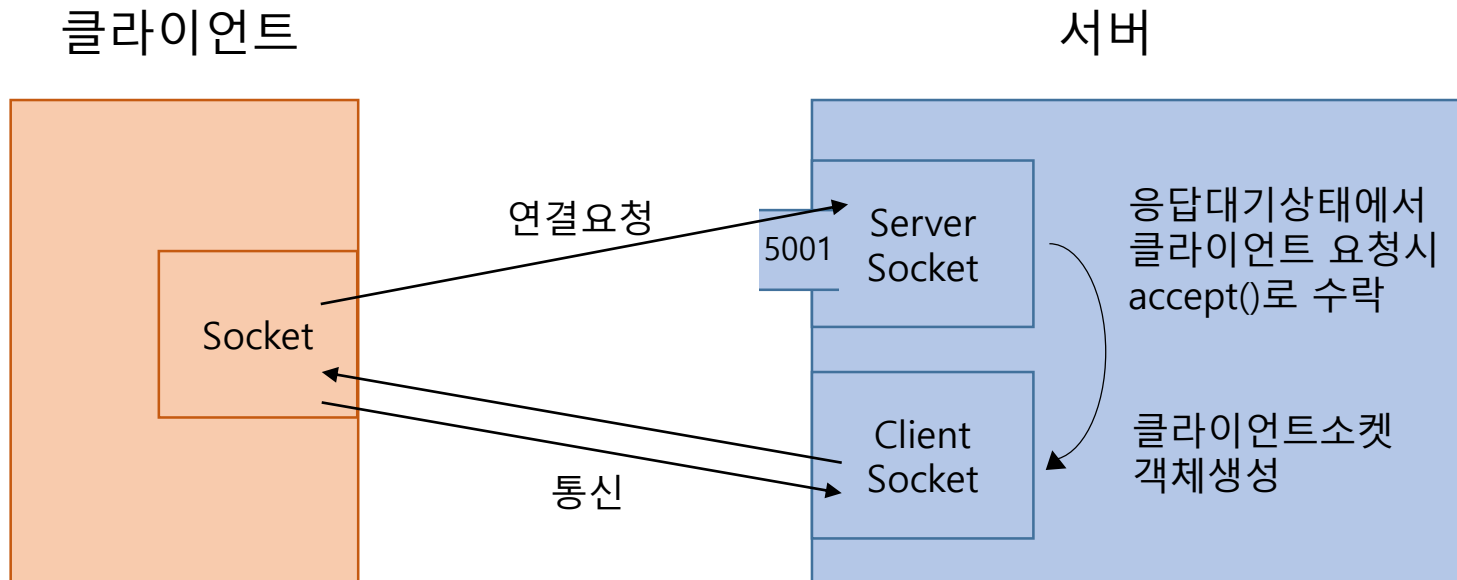 클라이언트
서버
연결요청
5001
Server
Socket
응답대기상태에서
클라이언트 요청시
accept()로 수락
Socket
Client
Socket
클라이언트소켓
객체생성
통신